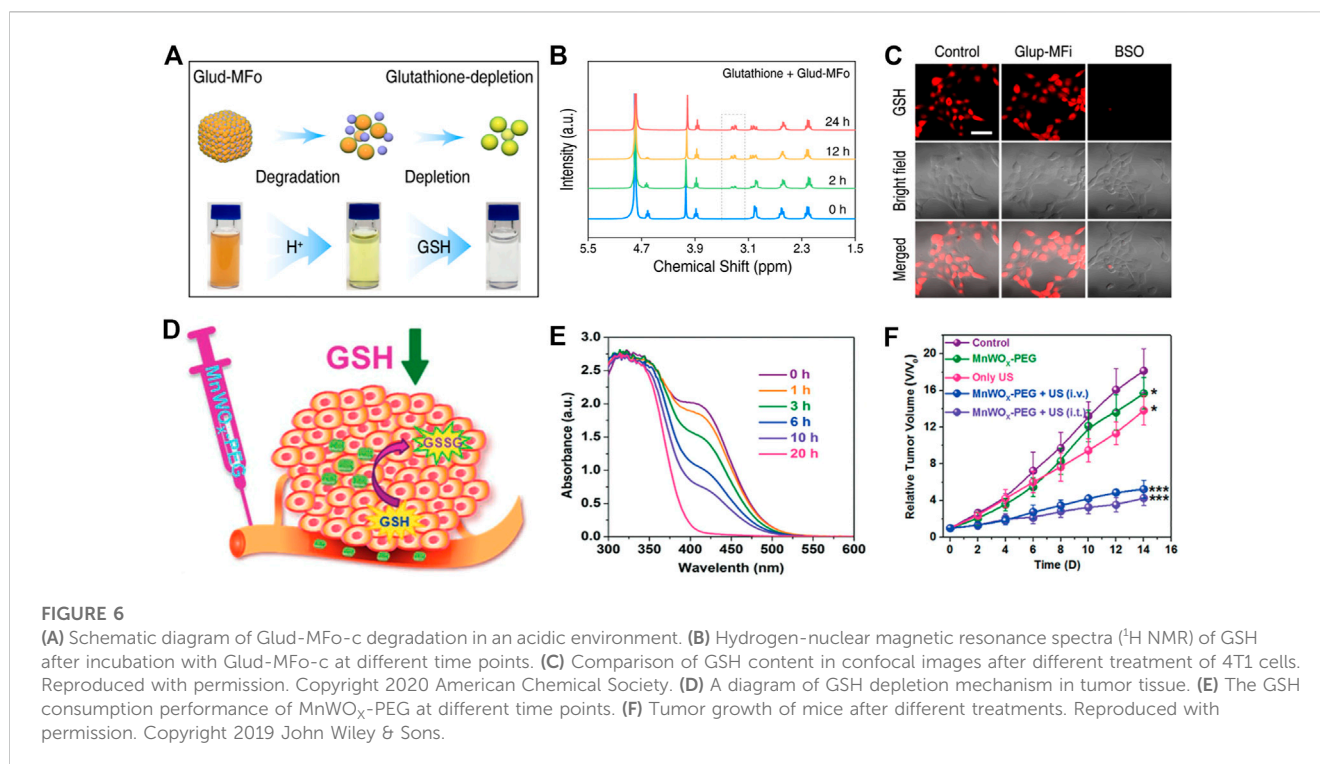 A
Glud-MFo
Glutathione-depletion
Degradation
Depletion
H+
GSH
B
Glutathione + Glud-MFo
24 h
12 h
2 h
0 h
Intensity (a.u.)
5.5 4.7 3.9 3.1 2.3 1.5
Chemical Shift (ppm)
C
Control Glup-MFi BSO
GSH
Bright field
Merged
D
MnWOx-PEG
GSH
GSSG
GSH
E
Absorbance (a.u.)
3.0
2.5
2.0
1.5
1.0
0.5
0.0
0 h
1 h
3 h
6 h
10 h
20 h
300 350 400 450 500 550 600
Wavelenth (nm)
F
Relative Tumor Volume (V/V0)
20
16
12
8
4
0
Control
MnWOx-PEG
Only US
MnWOx-PEG + US (i.v.)
MnWOx-PEG + US (i.t.)
*
*
***
***
0 2 4 6 8 10 12 14 16
Time (D)
FIGURE 6
(A) Schematic diagram of Glud-MFo-c degradation in an acidic environment. (B) Hydrogen-nuclear magnetic resonance spectra (¹H NMR) of GSH
after incubation with Glud-MFo-c at different time points. (C) Comparison of GSH content in confocal images after different treatment of 4T1 cells.
Reproduced with permission. Copyright 2020 American Chemical Society. (D) A diagram of GSH depletion mechanism in tumor tissue. (E) The GSH
consumption performance of MnWOX-PEG at different time points. (F) Tumor growth of mice after different treatments. Reproduced with
permission. Copyright 2019 John Wiley & Sons.